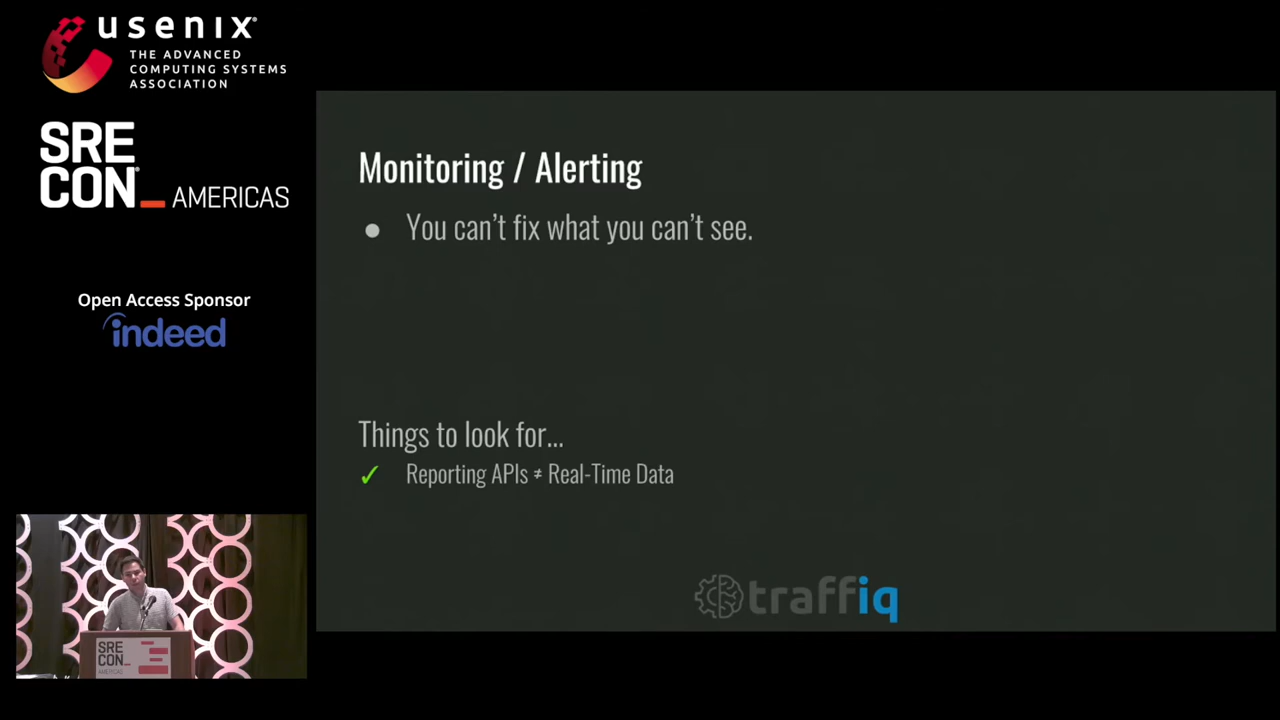 usenix
THE ADVANCED
COMPUTING SYSTEMS
ASSOCIATION
SRE
CON AMERICAS
Open Access Sponsor
indeed
Monitoring / Alerting
● You can't fix what you can't see.
Things to look for...
✓ Reporting APIs ≠ Real-Time Data
traffiq
SRE
CON
AMERICAS